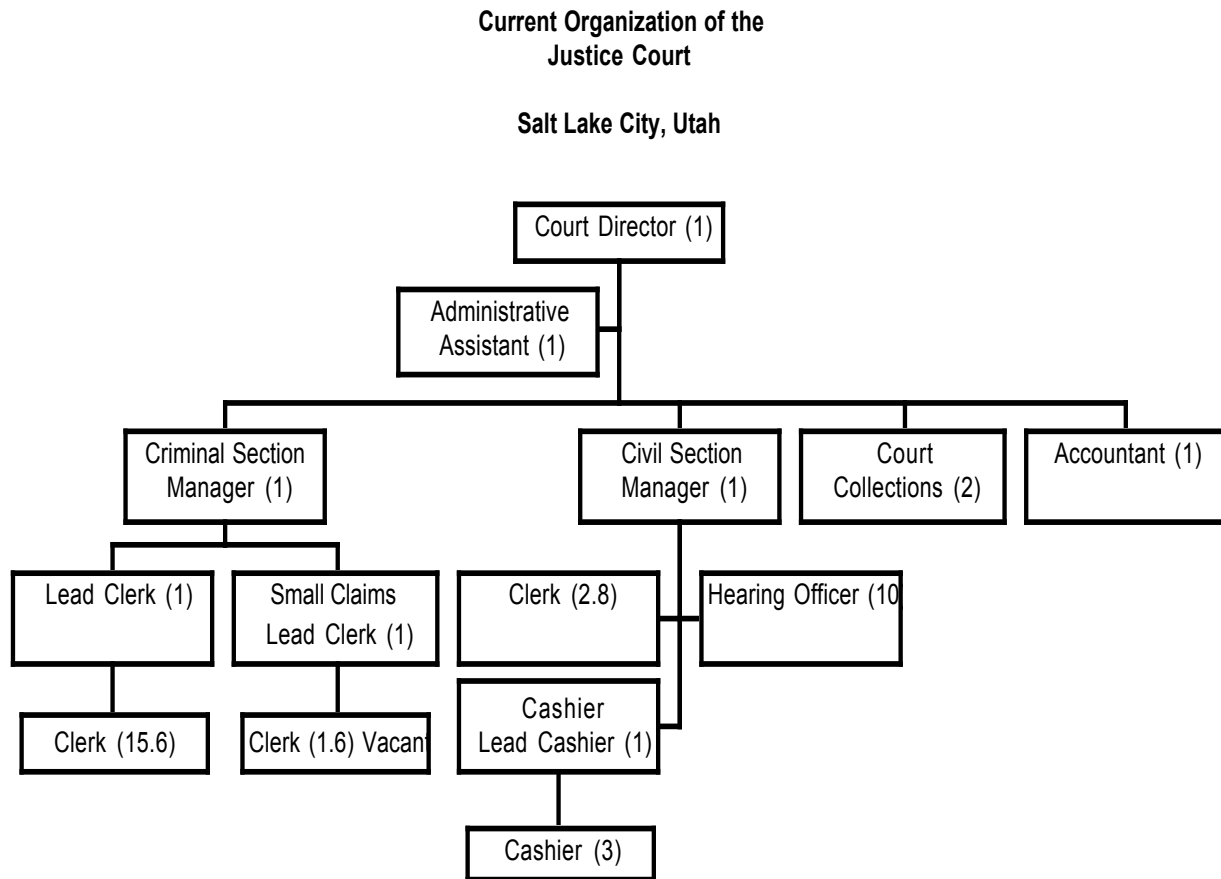 Current Organization of the
Justice Court
Salt Lake City, Utah
Court Director (1)
Administrative
Assistant (1)
Criminal Section
Manager (1)
Civil Section
Manager (1)
Court
Collections (2)
Accountant (1)
Lead Clerk (1)
Small Claims
Lead Clerk (1)
Clerk (2.8)
Hearing Officer (10
Clerk (15.6)
Clerk (1.6) Vacant
Cashier
Lead Cashier (1)
Cashier (3)